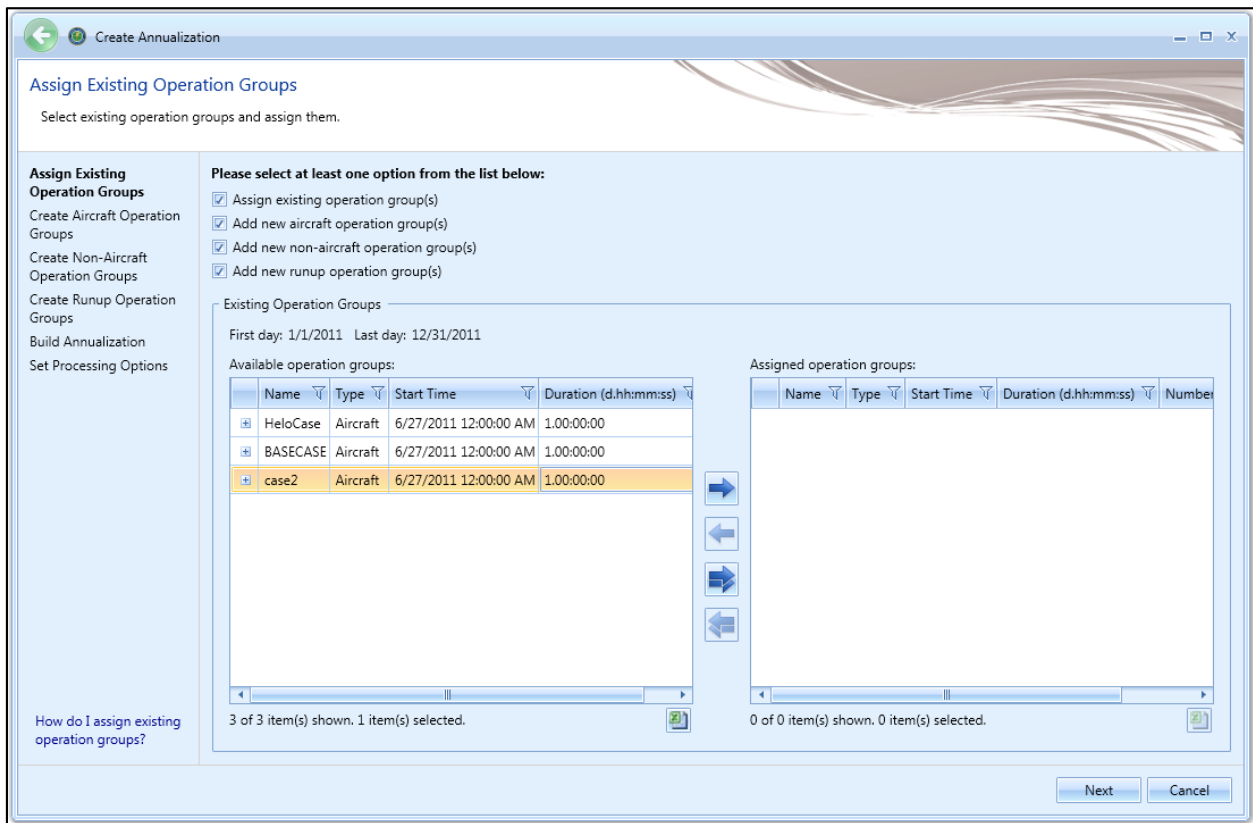 Create Annualization
Assign Existing Operation Groups
Select existing operation groups and assign them.
Assign Existing
Operation Groups
Create Aircraft Operation
Groups
Create Non-Aircraft
Operation Groups
Create Runup Operation
Groups
Build Annualization
Set Processing Options
How do I assign existing
operation groups?
Please select at least one option from the list below:
Assign existing operation group(s)
Add new aircraft operation group(s)
Add new non-aircraft operation group(s)
Add new runup operation group(s)
Existing Operation Groups
First day: 1/1/2011 Last day: 12/31/2011
Available operation groups:
Name Type Start Time Duration (d.hh:mm:ss)
HeloCase Aircraft 6/27/2011 12:00:00 AM 1.00:00:00
BASECASE Aircraft 6/27/2011 12:00:00 AM 1.00:00:00
case2 Aircraft 6/27/2011 12:00:00 AM 1.00:00:00
3 of 3 item(s) shown. 1 item(s) selected.
Assigned operation groups:
Name Type Start Time Duration (d.hh:mm:ss) Number
0 of 0 item(s) shown. 0 item(s) selected.
Next Cancel